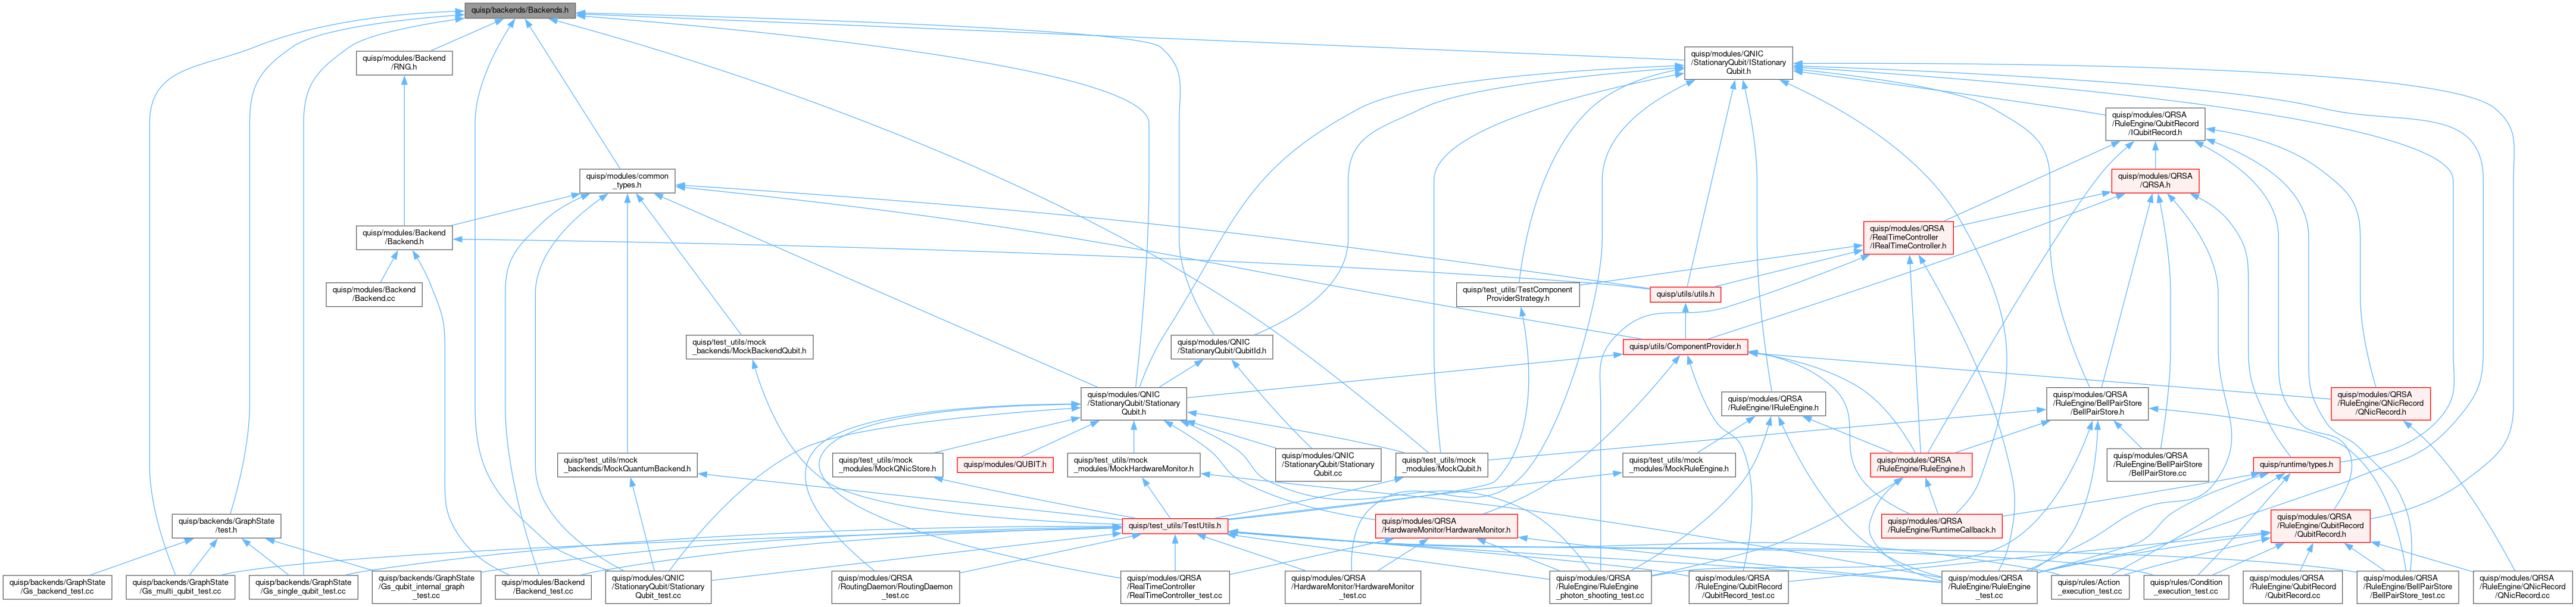 quisp/backends/Backends.h
quisp/modules/Backend
/RNG.h
quisp/modules/QNIC
/StationaryQubit/IStationary
Qubit.h
quisp/modules/QRSA
/RuleEngine/QubitRecord
/IQubitRecord.h
quisp/modules/common
_types.h
quisp/modules/QRSA
/QRSA.h
quisp/modules/Backend
/Backend.h
quisp/modules/QRSA
/RealTimeController
/IRealTimeController.h
quisp/modules/Backend
/Backend.cc
quisp/test_utils/TestComponent
ProviderStrategy.h
quisp/utils/utils.h
quisp/test_utils/mock
_backends/MockBackendQubit.h
quisp/modules/QNIC
/StationaryQubit/QubitId.h
quisp/utils/ComponentProvider.h
quisp/modules/QNIC
/StationaryQubit/Stationary
Qubit.h
quisp/modules/QRSA
/RuleEngine/IRuleEngine.h
quisp/modules/QRSA
/RuleEngine/BellPairStore
/BellPairStore.h
quisp/modules/QRSA
/RuleEngine/QNicRecord
/QNicRecord.h
quisp/test_utils/mock
_backends/MockQuantumBackend.h
quisp/test_utils/mock
_modules/MockQNicStore.h
quisp/modules/QUBIT.h
quisp/test_utils/mock
_modules/MockHardwareMonitor.h
quisp/modules/QNIC
/StationaryQubit/Stationary
Qubit.cc
quisp/test_utils/mock
_modules/MockQubit.h
quisp/test_utils/mock
_modules/MockRuleEngine.h
quisp/modules/QRSA
/RuleEngine/RuleEngine.h
quisp/modules/QRSA
/RuleEngine/BellPairStore
/BellPairStore.cc
quisp/runtime/types.h
quisp/backends/GraphState
/test.h
quisp/test_utils/TestUtils.h
quisp/modules/QRSA
/HardwareMonitor/HardwareMonitor.h
quisp/modules/QRSA
/RuleEngine/RuntimeCallback.h
quisp/modules/QRSA
/RuleEngine/QubitRecord
/QubitRecord.h
quisp/backends/GraphState
/Gs_backend_test.cc
quisp/backends/GraphState
/Gs_multi_qubit_test.cc
quisp/backends/GraphState
/Gs_single_qubit_test.cc
quisp/backends/GraphState
/Gs_qubit_internal_graph
_test.cc
quisp/modules/Backend
/Backend_test.cc
quisp/modules/QNIC
/StationaryQubit/Stationary
Qubit_test.cc
quisp/modules/QRSA
/RoutingDaemon/RoutingDaemon
_test.cc
quisp/modules/QRSA
/RealTimeController
/RealTimeController_test.cc
quisp/modules/QRSA
/HardwareMonitor/HardwareMonitor
_test.cc
quisp/modules/QRSA
/RuleEngine/RuleEngine
_photon_shooting_test.cc
quisp/modules/QRSA
/RuleEngine/QubitRecord
/QubitRecord_test.cc
quisp/modules/QRSA
/RuleEngine/RuleEngine
_test.cc
quisp/rules/Action
_execution_test.cc
quisp/rules/Condition
_execution_test.cc
quisp/modules/QRSA
/RuleEngine/QubitRecord
/QubitRecord.cc
quisp/modules/QRSA
/RuleEngine/BellPairStore
/BellPairStore_test.cc
quisp/modules/QRSA
/RuleEngine/QNicRecord
/QNicRecord.cc